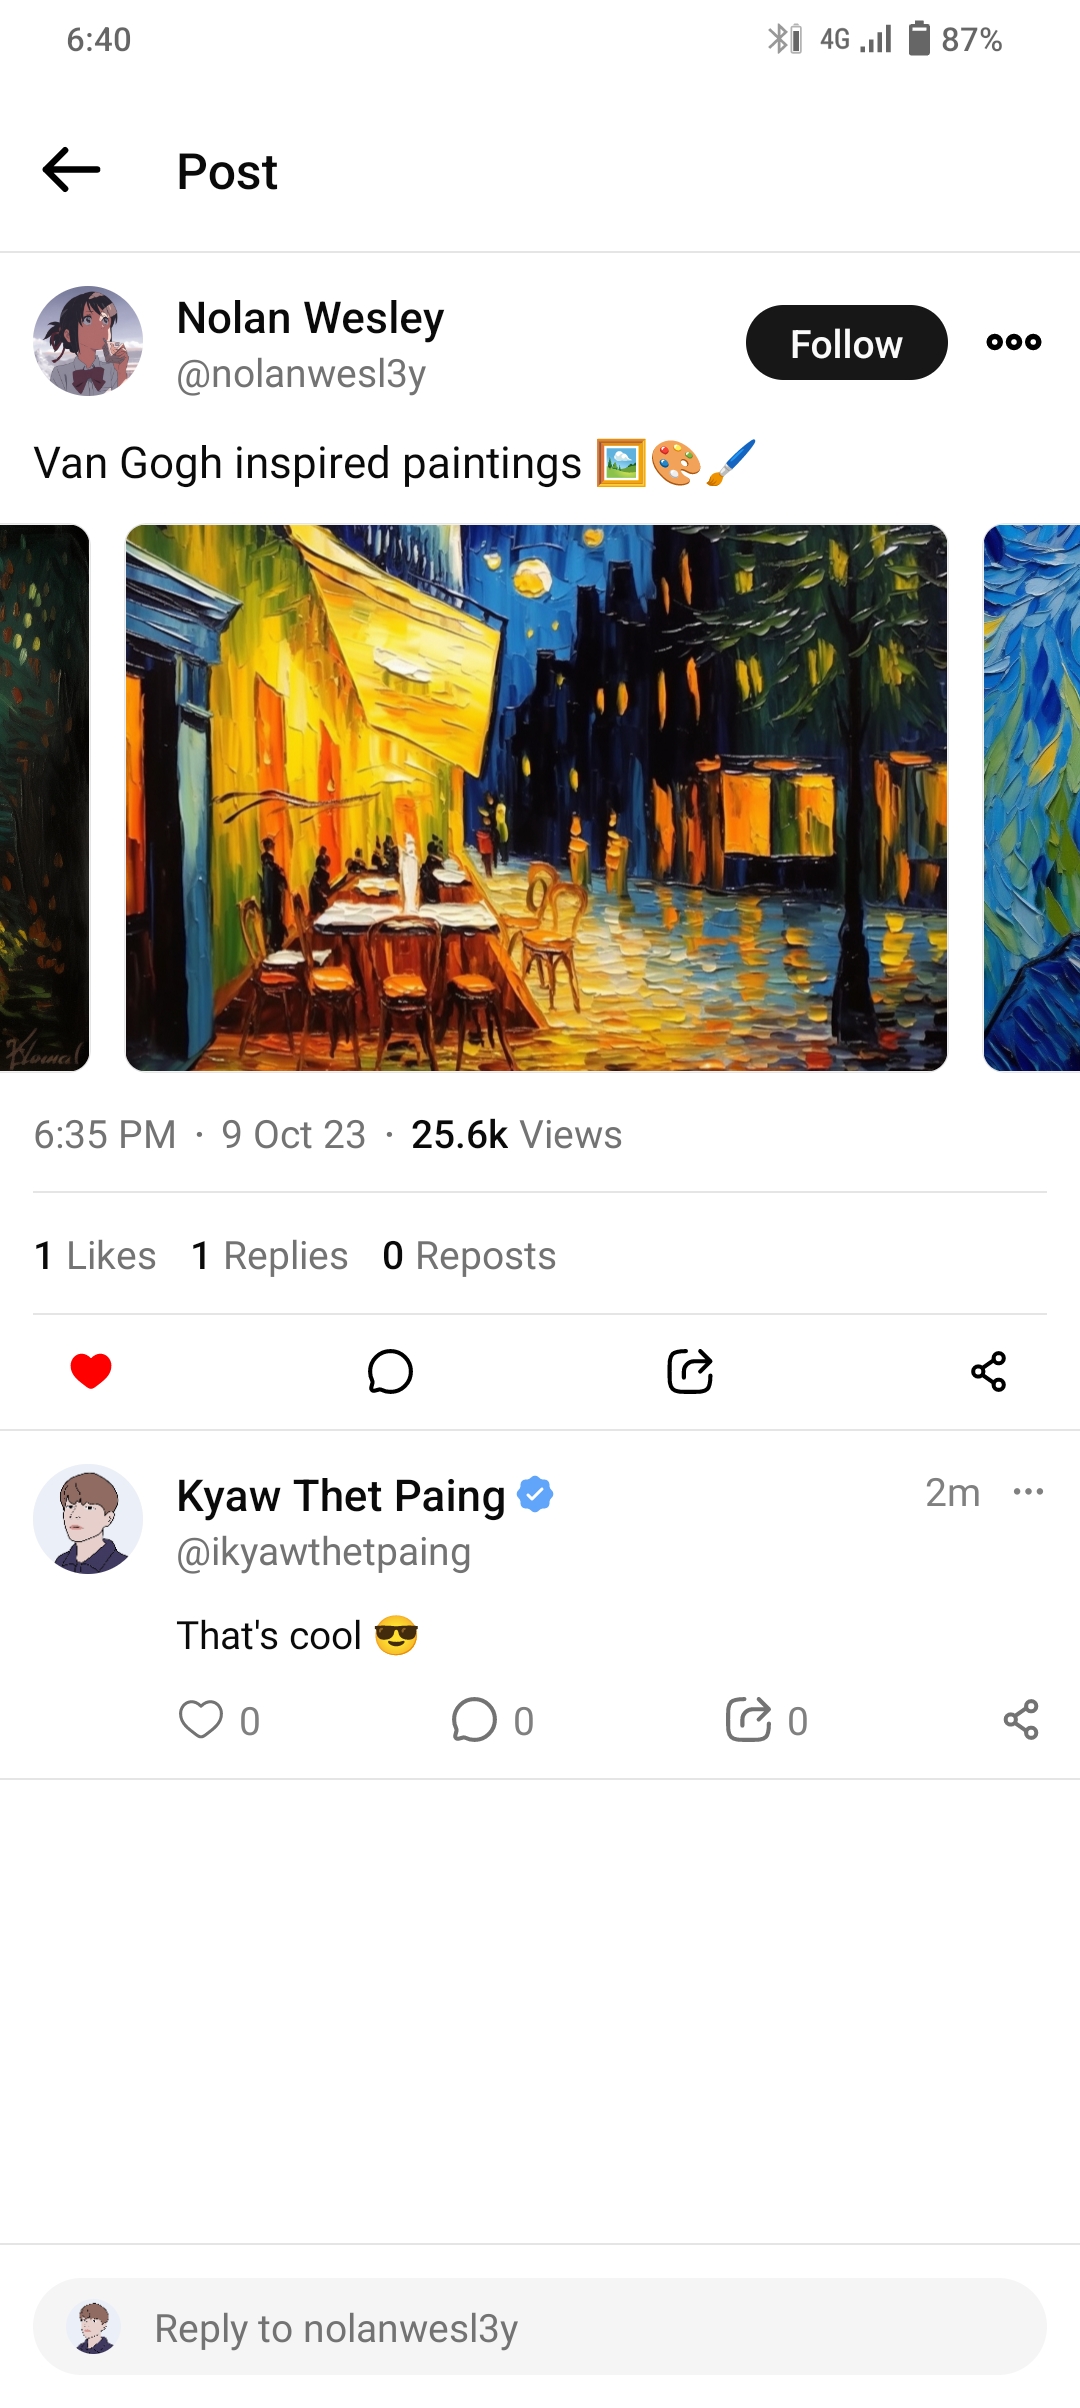 6:40
4G
87%
Post
Nolan Wesley
@nolanwesl3y
Follow
Van Gogh inspired paintings 🖼️🎨🖌️
6:35 PM · 9 Oct 23 · 25.6k Views
1 Likes 1 Replies 0 Reposts
Kyaw Thet Paing
2m
@ikyawthetpaing
That's cool 😎
0 0 0
Reply to nolanwesl3y